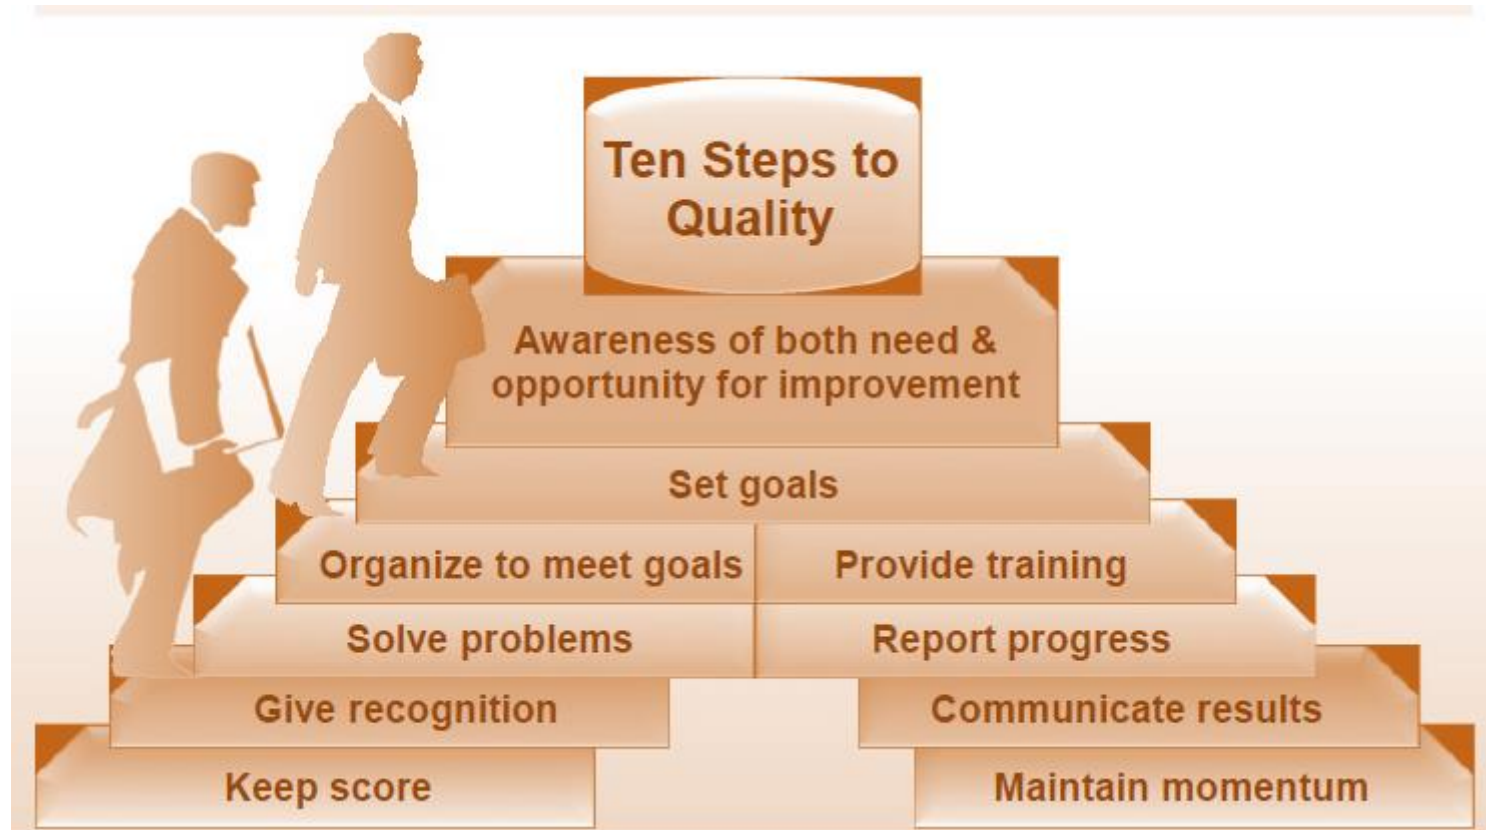 Ten Steps to
Quality
Awareness of both need &
opportunity for improvement
Set goals
Organize to meet goals
Provide training
Solve problems
Report progress
Give recognition
Communicate results
Keep score
Maintain momentum